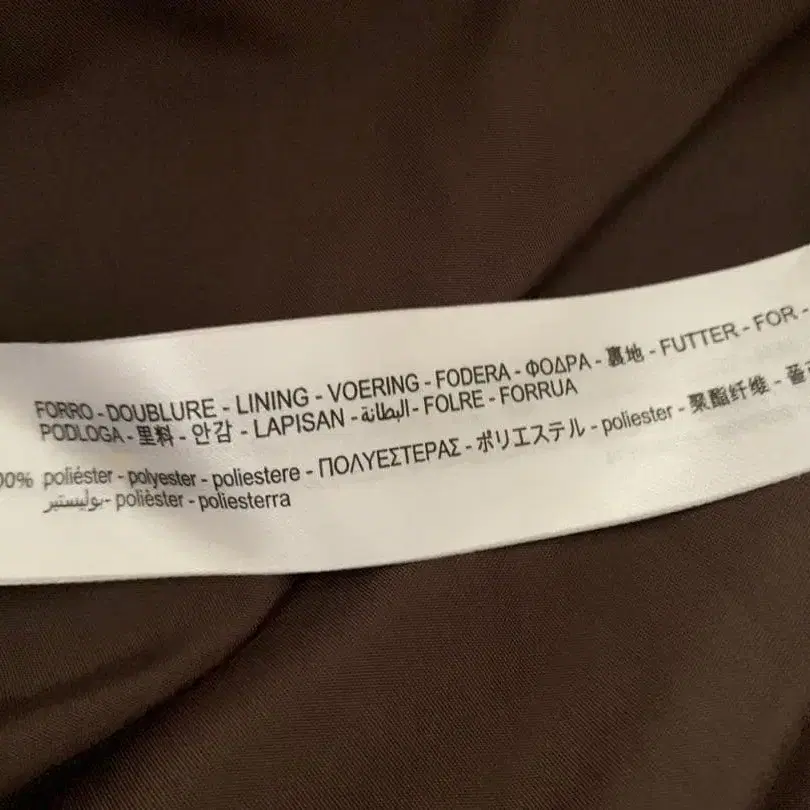 FORRO - DOUBLURE - LINING - VOERING - FODERA - ΦΟΔΡΑ - 裏地 - FUTTER - FOR -
PODLOGA - 里料 - 안감 - LAPISAN - البطانة - FOLRE - FORRUA
00% poliéster - polyester - poliestere - ΠΟΛΥΕΣΤΕΡΑΣ - ポリエステル - poliester - 聚酯纤维 -
بوليستير - polièster - poliesterra